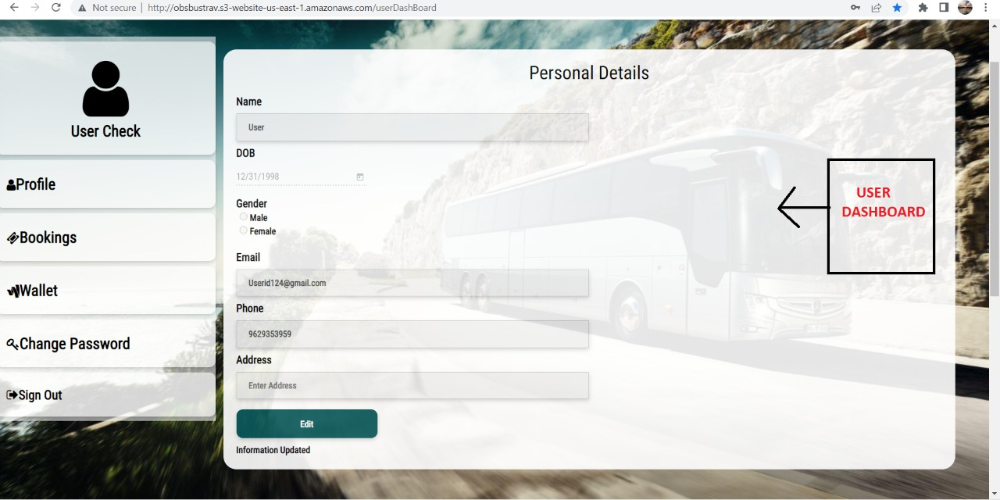 Not secure | http://obsbustrav.s3-website-us-east-1.amazonaws.com/userDashBoard
User Check
Profile
Bookings
Wallet
Change Password
Sign Out
Personal Details
Name
User
DOB
12/31/1998
Gender
Male
Female
Email
Userid124@gmail.com
Phone
9629353959
Address
Enter Address
Edit
Information Updated
USER
DASHBOARD